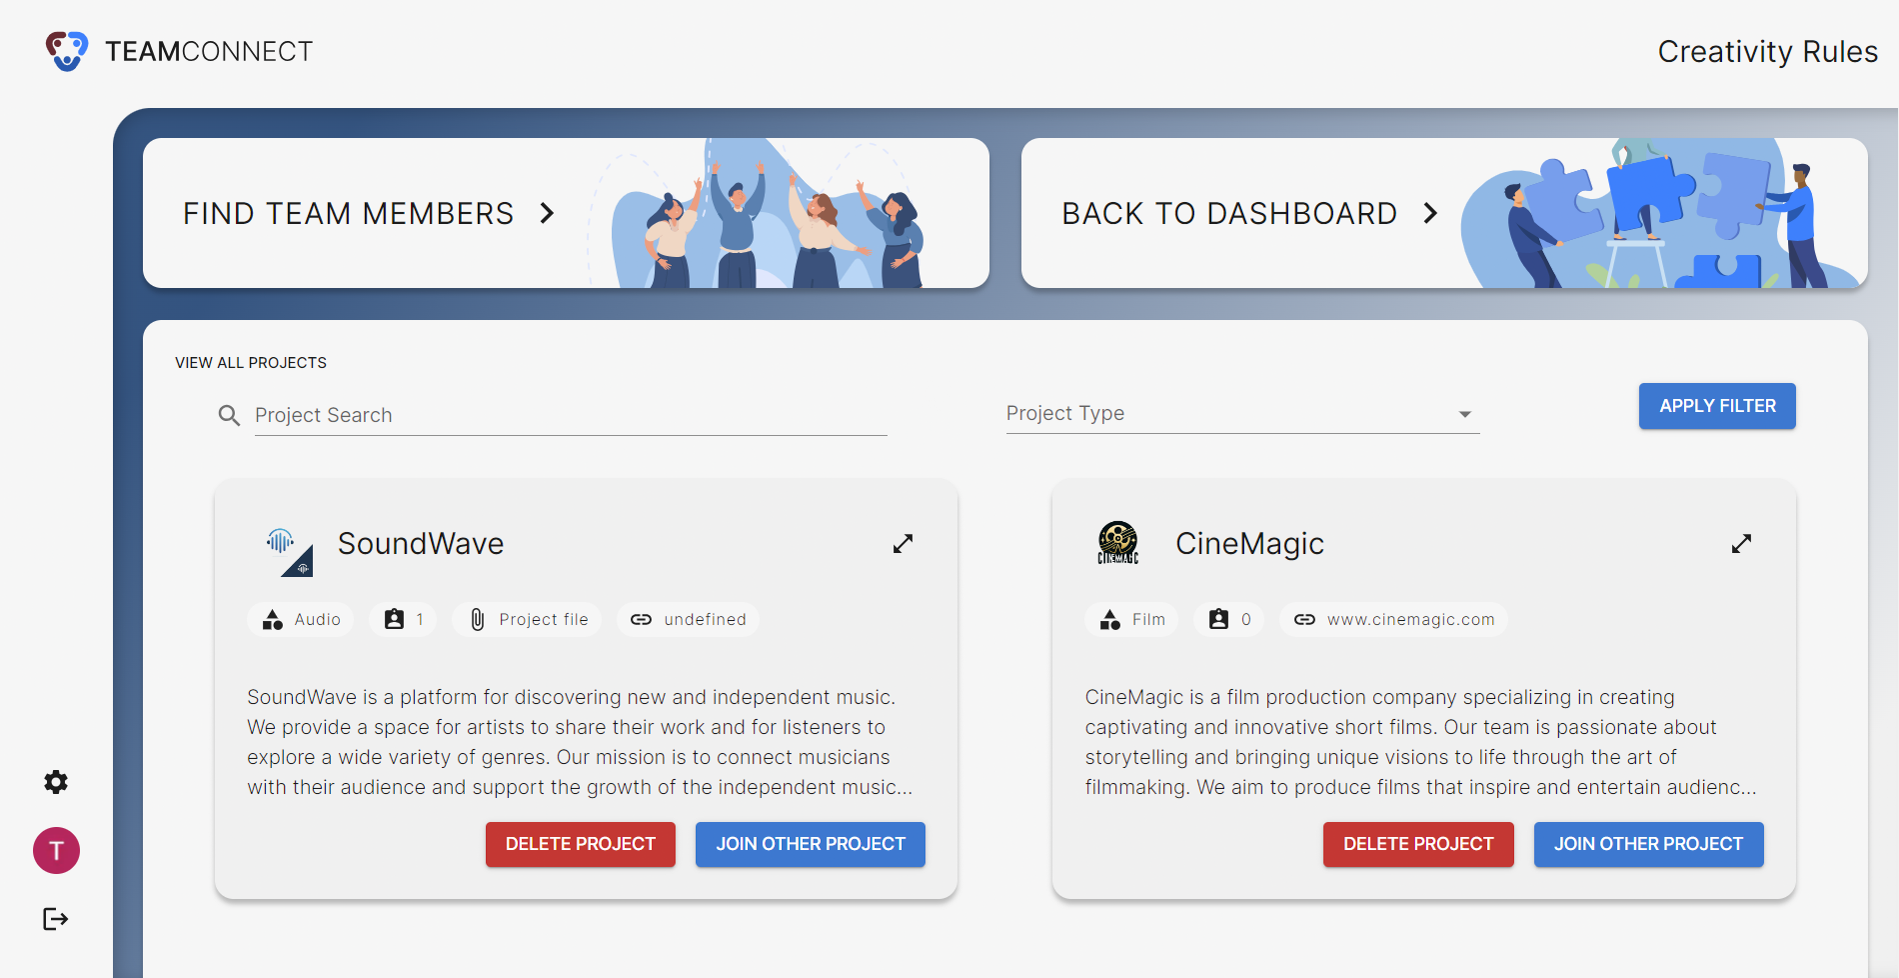 TEAMCONNECT
Creativity Rules
FIND TEAM MEMBERS
BACK TO DASHBOARD
VIEW ALL PROJECTS
Project Search
Project Type
APPLY FILTER
SoundWave
Audio
1
Project file
undefined
SoundWave is a platform for discovering new and independent music.
We provide a space for artists to share their work and for listeners to
explore a wide variety of genres. Our mission is to connect musicians
with their audience and support the growth of the independent music...
DELETE PROJECT
JOIN OTHER PROJECT
CINEMAGIC
CineMagic
Film
0
www.cinemagic.com
CineMagic is a film production company specializing in creating
captivating and innovative short films. Our team is passionate about
storytelling and bringing unique visions to life through the art of
filmmaking. We aim to produce films that inspire and entertain audienc...
DELETE PROJECT
JOIN OTHER PROJECT
T